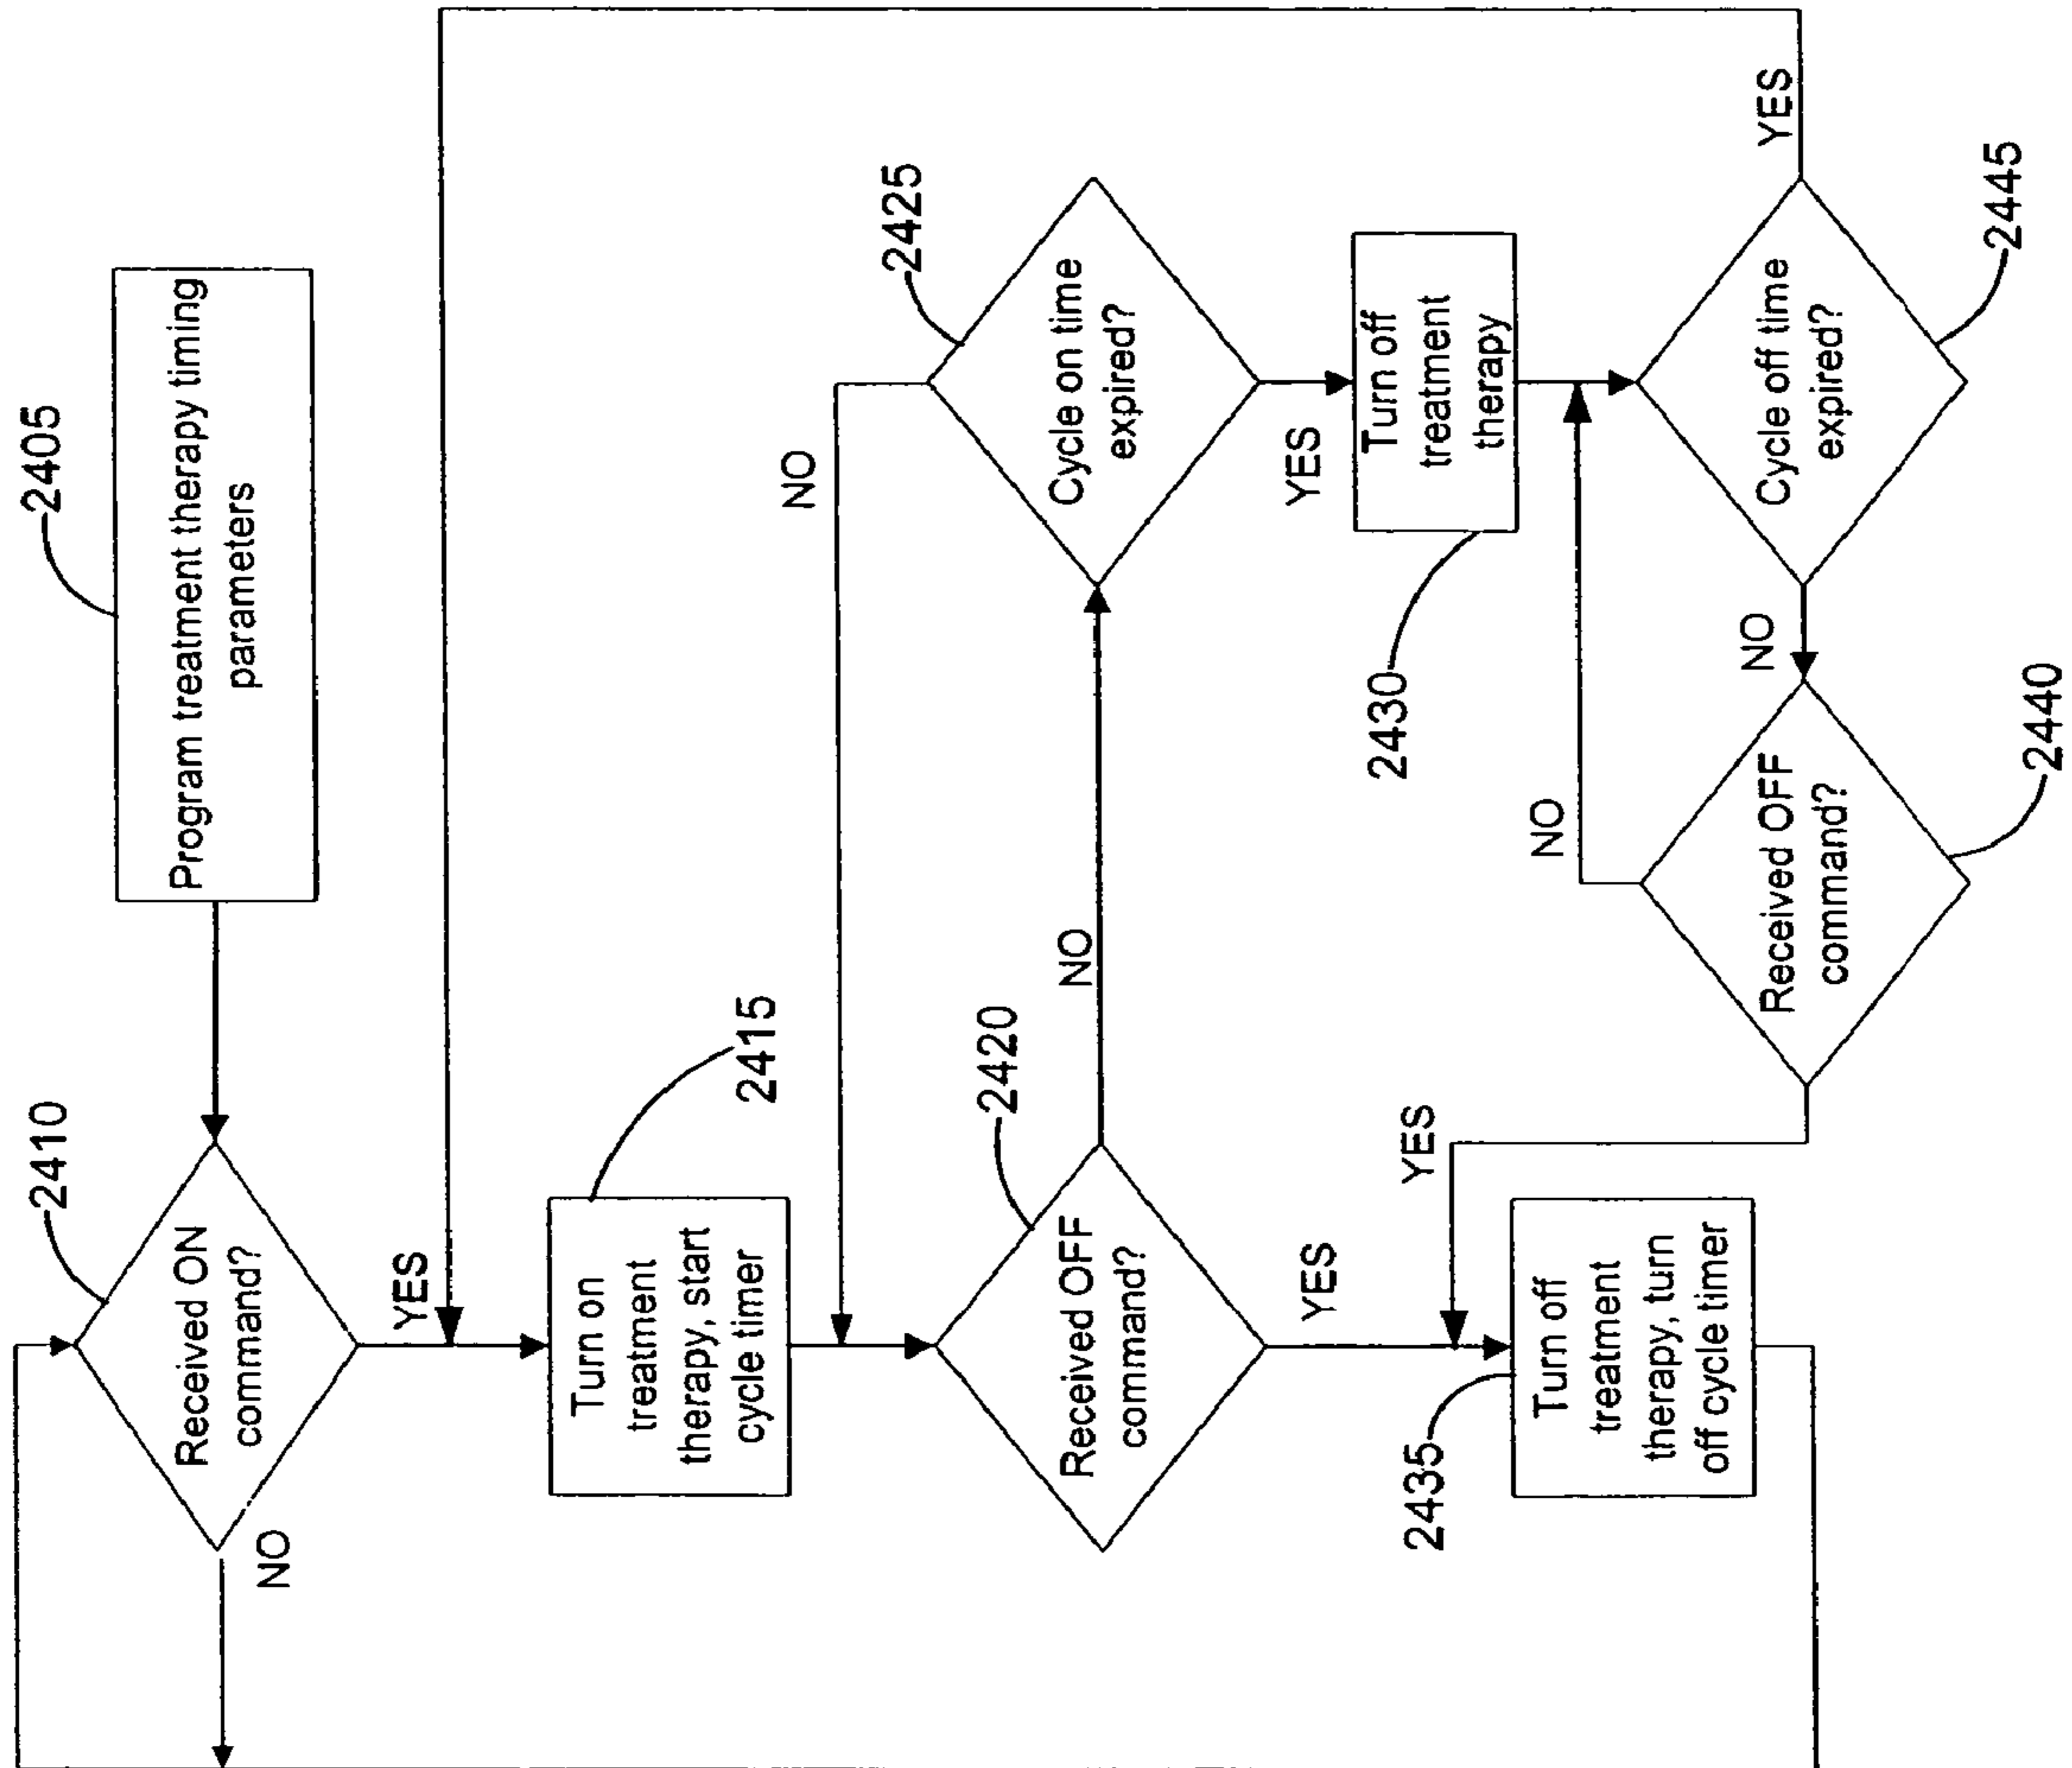 2405
Program treatment therapy timing
parameters
2410
Received ON
command?
NO
YES
2415
Turn on
treatment
therapy, start
cycle timer
2420
Received OFF
command?
NO
YES
2425
Cycle on time
expired?
NO
YES
2430
Turn off
treatment
therapy
2435
Turn off
treatment
therapy, turn
off cycle timer
YES
2440
Received OFF
command?
NO
NO
2445
Cycle off time
expired?
YES